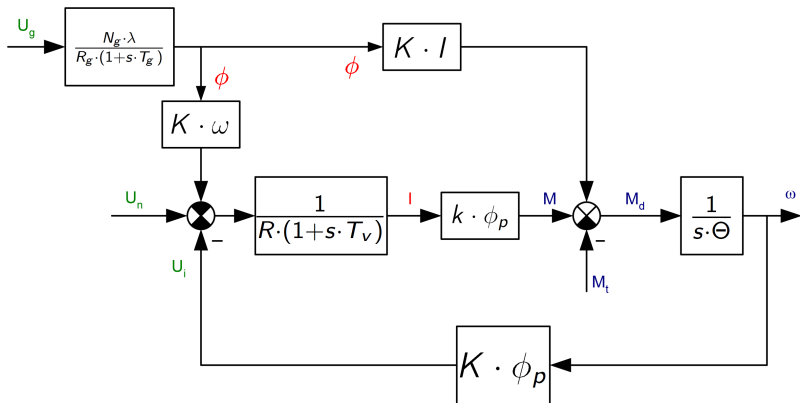 U_g
N_g·λ
R_g·(1+s·T_g)
ϕ
ϕ
K·I
K·ω
U_n
1
R·(1+s·T_v)
I
k·ϕ_p
M
M_d
1
s·Θ
ω
−
−
U_i
M_t
K·ϕ_p